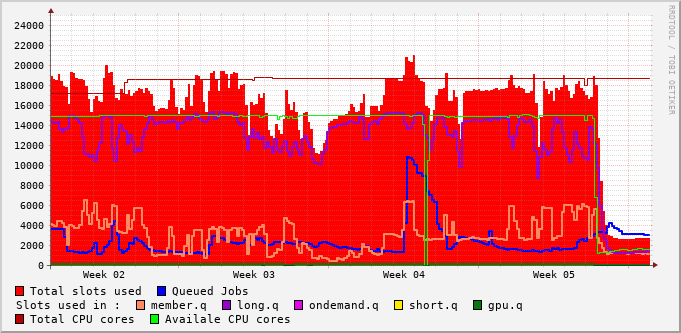 RRDTOOL / TOBI OETIKER
24000
22000
20000
18000
16000
14000
12000
10000
8000
6000
4000
2000
0
Week 02 Week 03 Week 04 Week 05
Total slots used Queued Jobs
Slots used in : member.q long.q ondemand.q short.q gpu.q
Total CPU cores Availale CPU cores